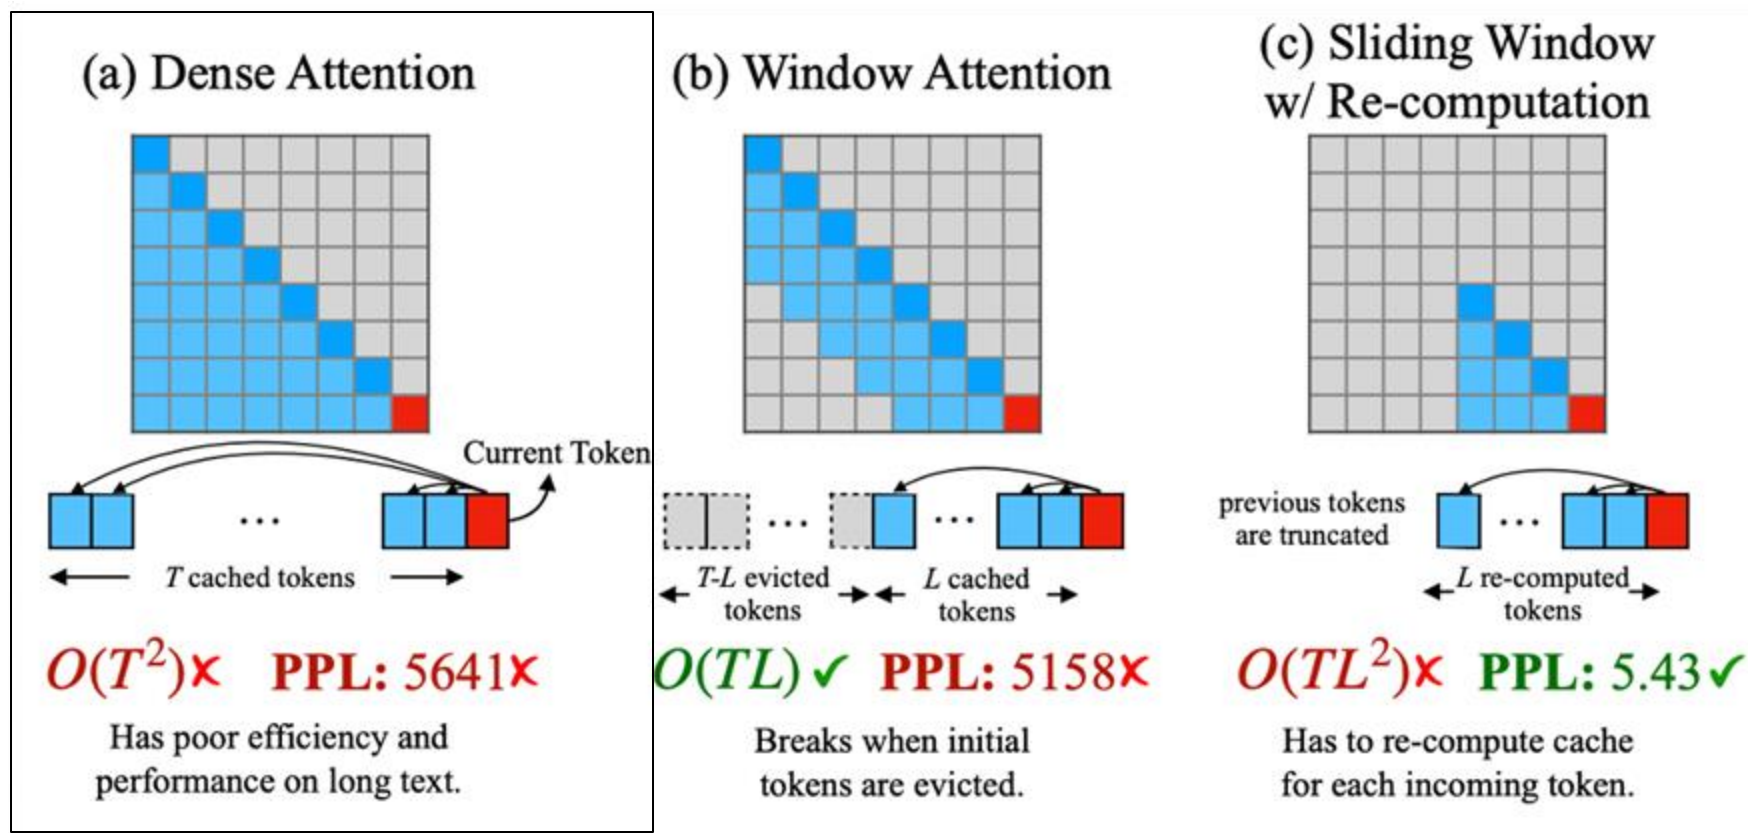 (a) Dense Attention
Current Token
...
T cached tokens
O(T²)✗ PPL: 5641✗
Has poor efficiency and
performance on long text.
(b) Window Attention
... ...
T-L evicted
tokens
L cached
tokens
O(TL)✓ PPL: 5158✗
Breaks when initial
tokens are evicted.
(c) Sliding Window
w/ Re-computation
previous tokens
are truncated
...
L re-computed
tokens
O(TL²)✗ PPL: 5.43✓
Has to re-compute cache
for each incoming token.